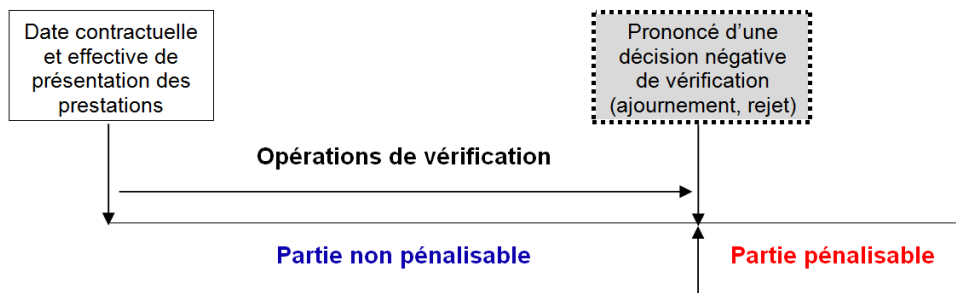 Date contractuelle
et effective de
présentation des
prestations
Prononcé d’une
décision négative
de vérification
(ajournement, rejet)
Opérations de vérification
Partie non pénalisable
Partie pénalisable